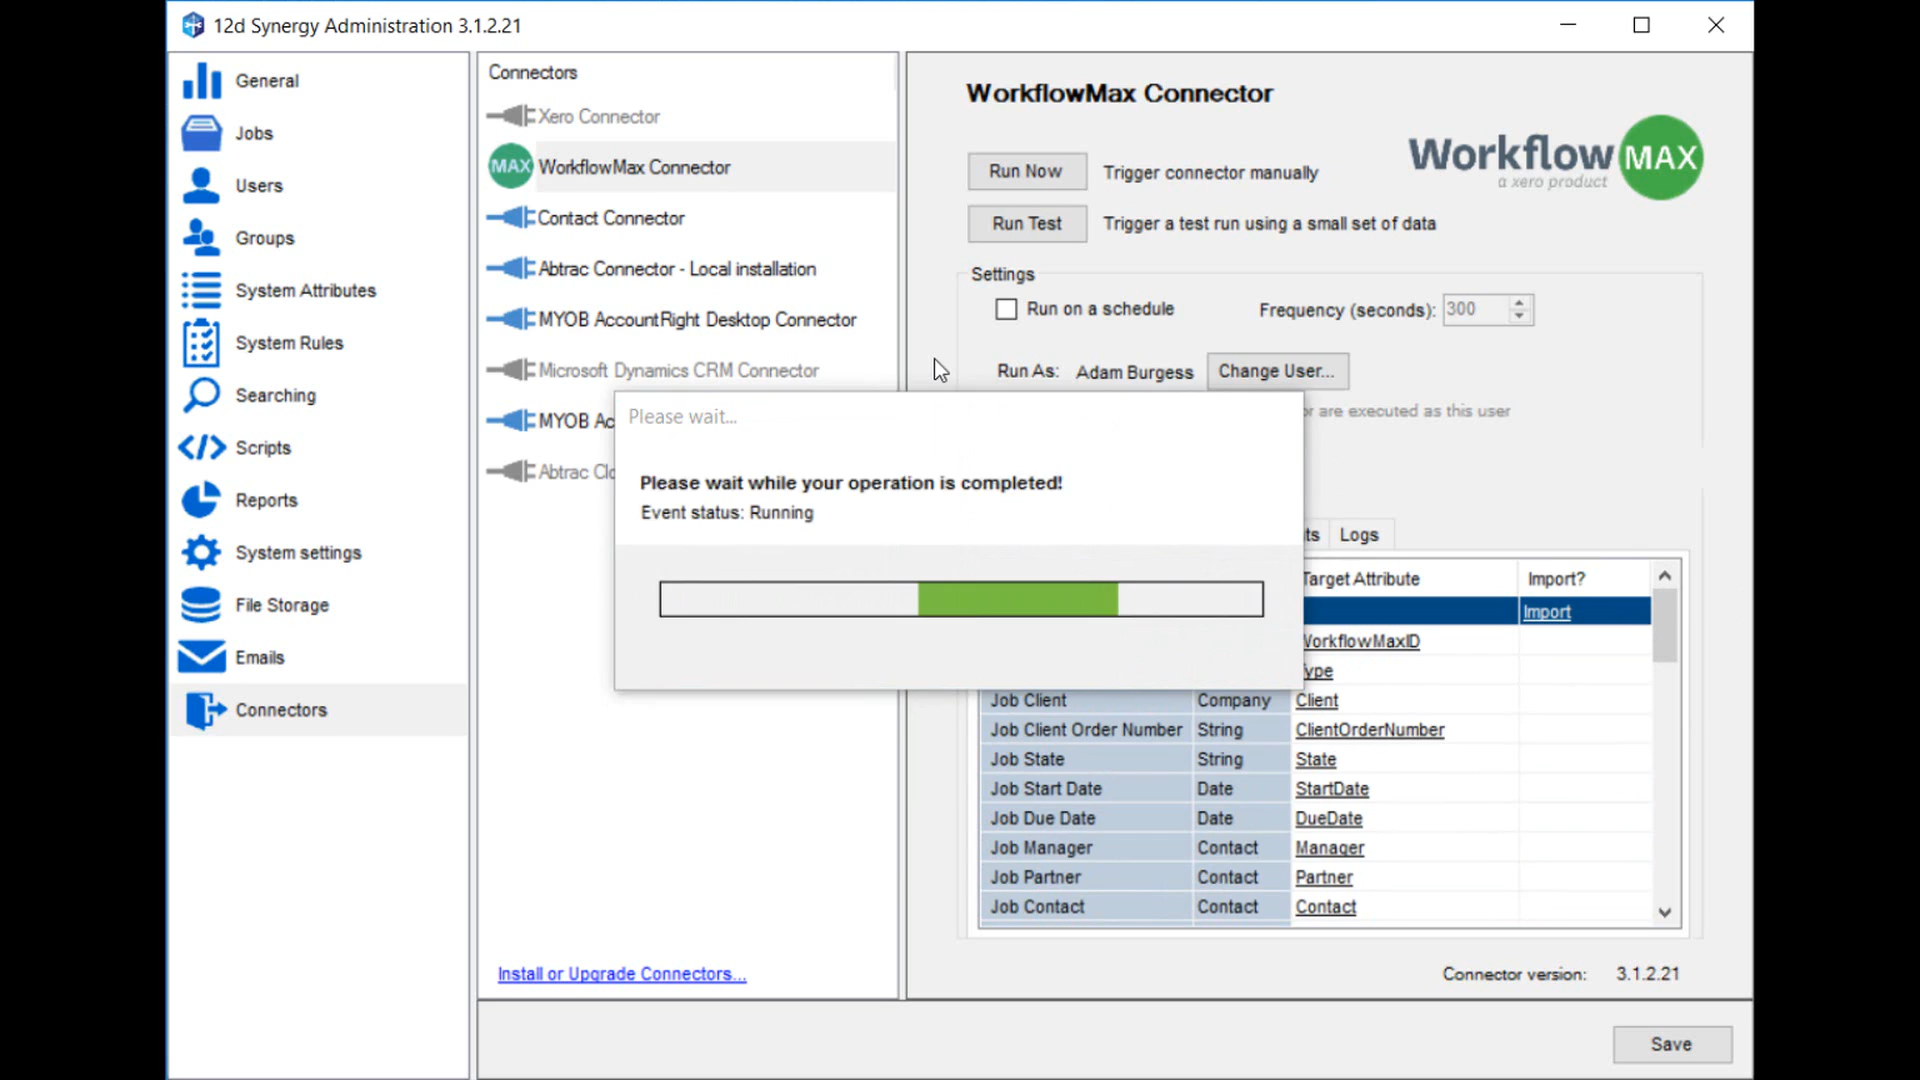 12d Synergy Administration 3.1.2.21
General
Jobs
Users
Groups
System Attributes
System Rules
Searching
Scripts
Reports
System settings
File Storage
Emails
Connectors
Connectors
Xero Connector
MAX WorkflowMax Connector
Contact Connector
Abtrac Connector - Local installation
MYOB AccountRight Desktop Connector
Microsoft Dynamics CRM Connector
MYOB Ac
Abtrac Clo
Install or Upgrade Connectors...
WorkflowMax Connector
Workflow MAX
a xero product
Run Now Trigger connector manually
Run Test Trigger a test run using a small set of data
Settings
Run on a schedule Frequency (seconds): 300
Run As: Adam Burgess Change User...
or are executed as this user
Please wait...
Please wait while your operation is completed!
Event status: Running
ts Logs
Target Attribute Import?
Import
WorkflowMaxID
Type
Job Client Company Client
Job Client Order Number String ClientOrderNumber
Job State String State
Job Start Date Date StartDate
Job Due Date Date DueDate
Job Manager Contact Manager
Job Partner Contact Partner
Job Contact Contact Contact
Connector version: 3.1.2.21
Save